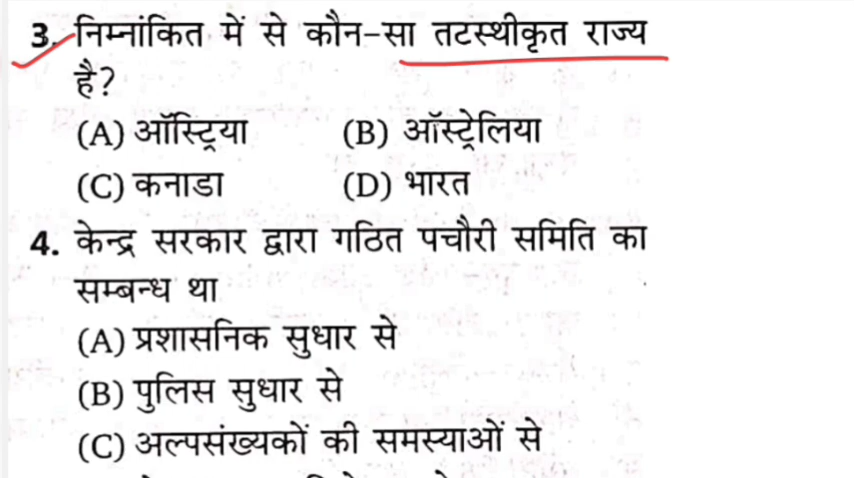 3. निम्नांकित में से कौन-सा तटस्थीकृत राज्य
है?
(A) ऑस्ट्रिया (B) ऑस्ट्रेलिया
(C) कनाडा (D) भारत
4. केन्द्र सरकार द्वारा गठित पचौरी समिति का
सम्बन्ध था
(A) प्रशासनिक सुधार से
(B) पुलिस सुधार से
(C) अल्पसंख्यकों की समस्याओं से